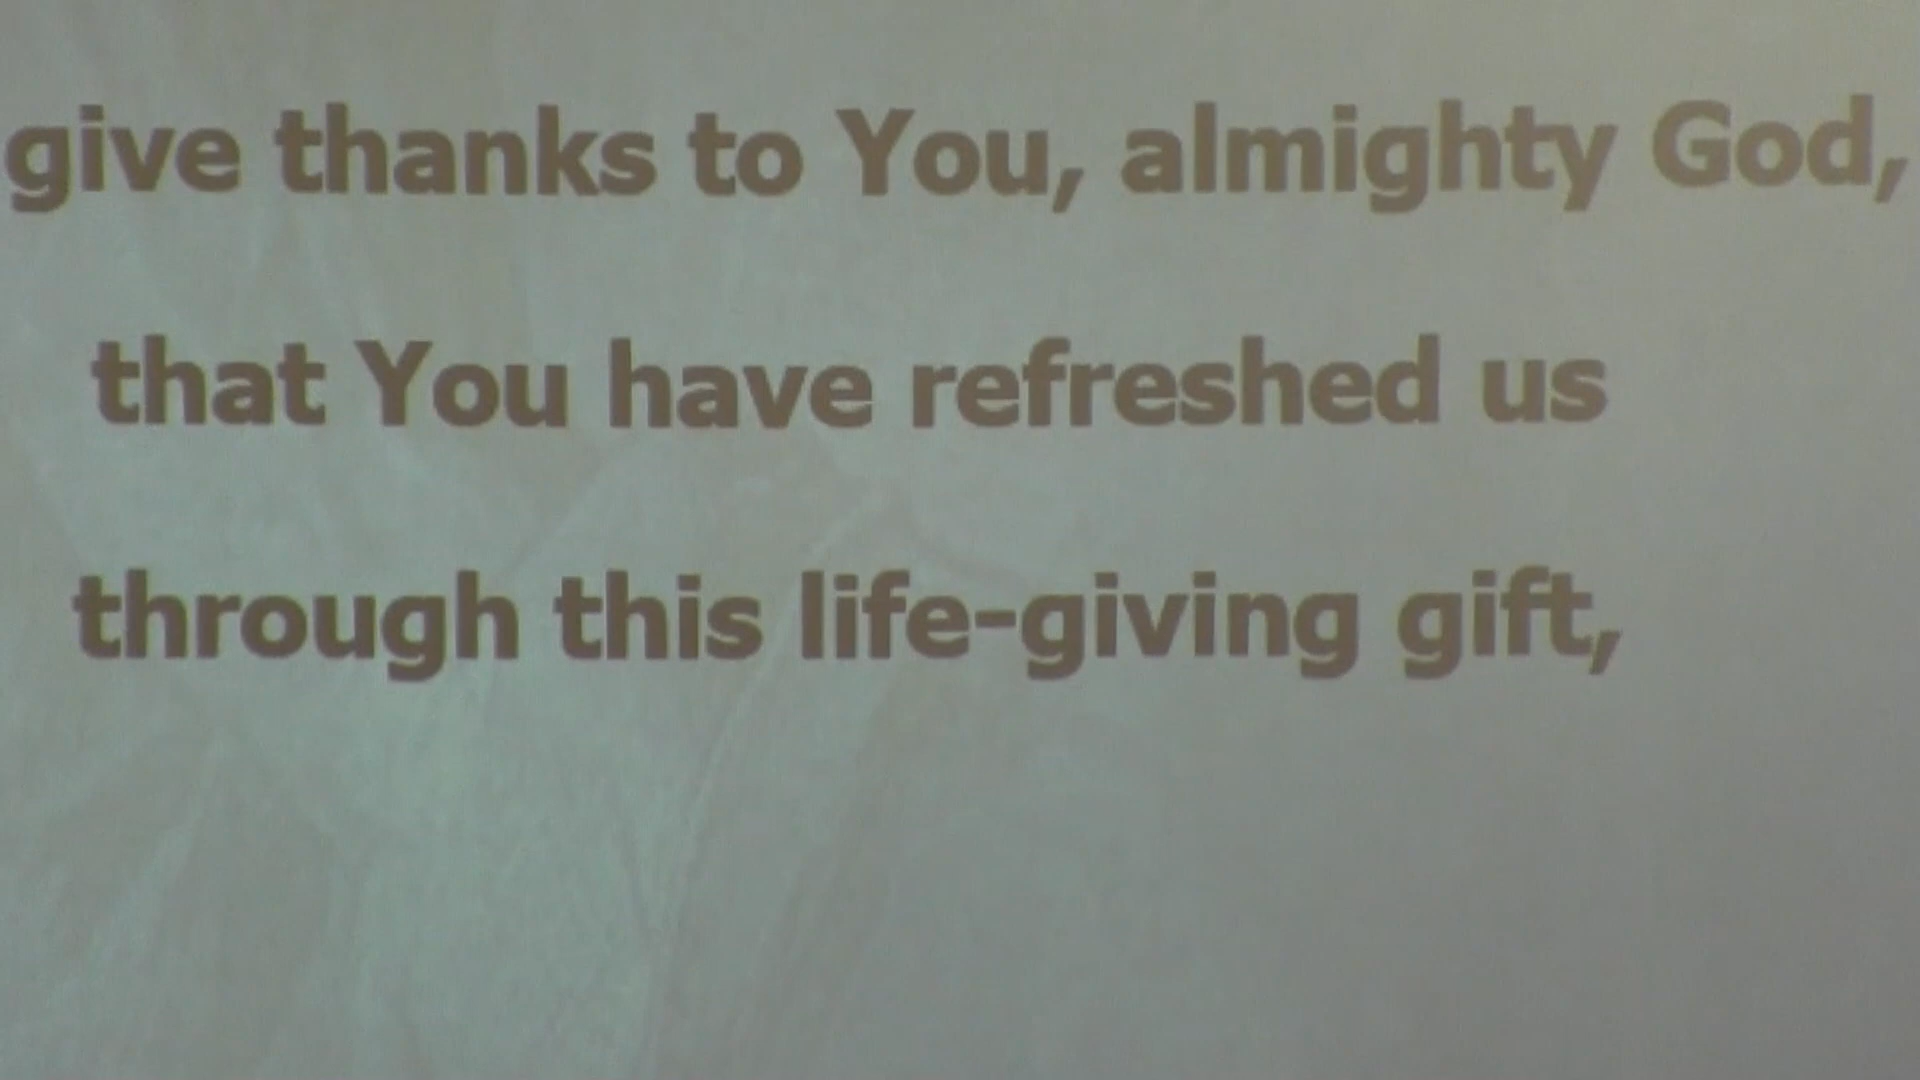 give thanks to You, almighty God,
that You have refreshed us
through this life-giving gift,